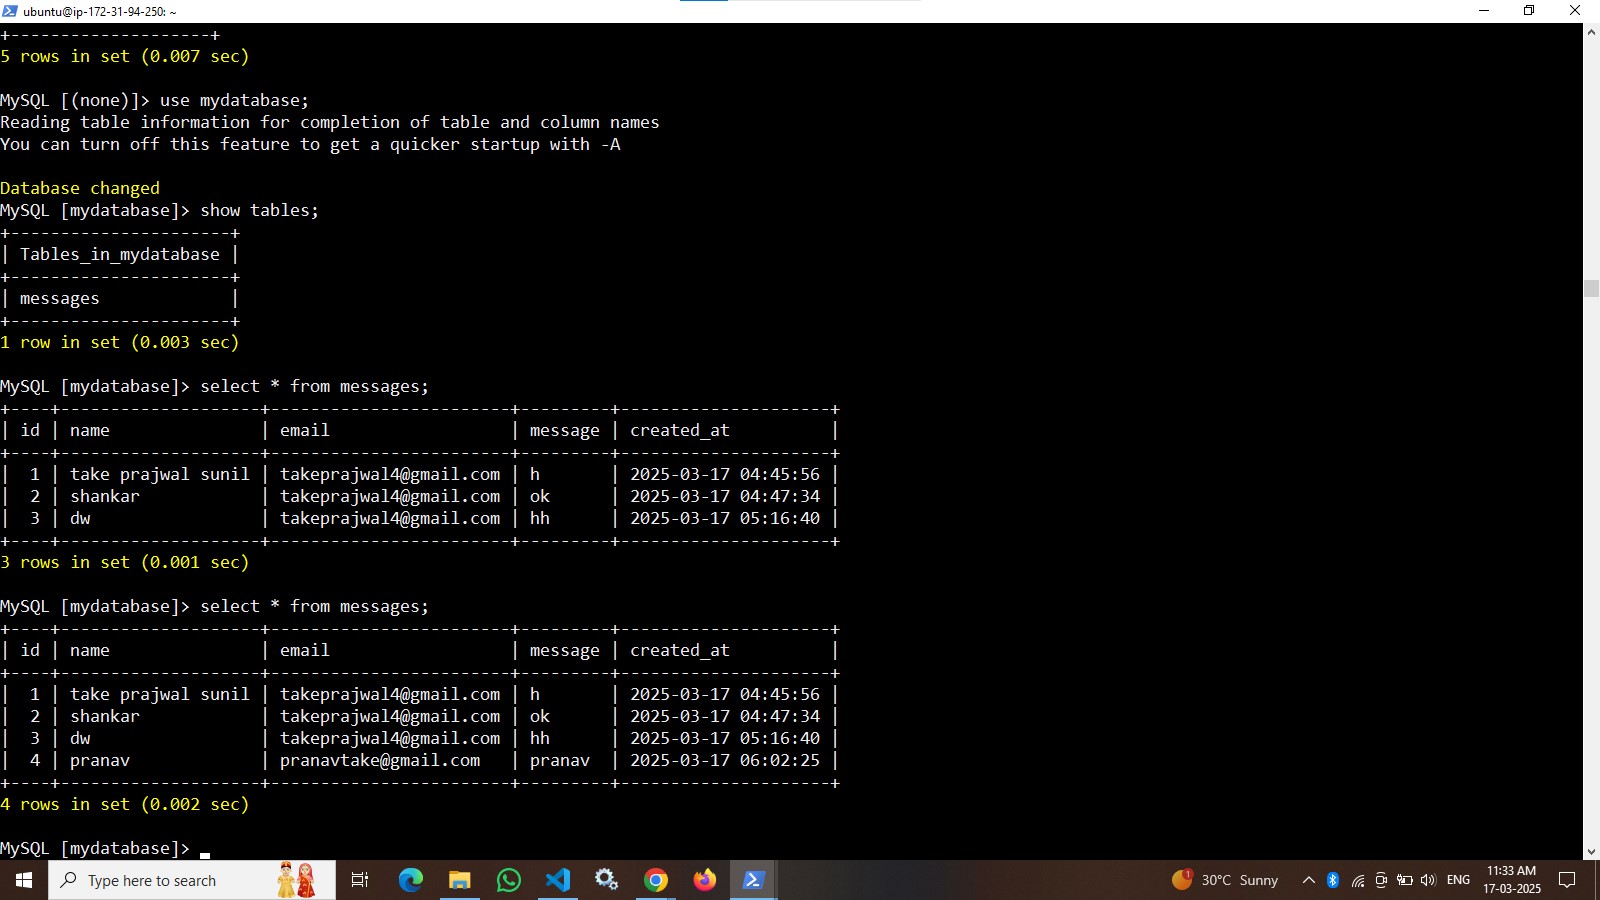 ubuntu@ip-172-31-94-250: ~
+---------------------+
5 rows in set (0.007 sec)
MySQL [(none)]> use mydatabase;
Reading table information for completion of table and column names
You can turn off this feature to get a quicker startup with -A
Database changed
MySQL [mydatabase]> show tables;
+----------------------+
| Tables_in_mydatabase |
+----------------------+
| messages             |
+----------------------+
1 row in set (0.003 sec)
MySQL [mydatabase]> select * from messages;
+----+--------------------+------------------------+---------+---------------------+
| id | name               | email                  | message | created_at          |
+----+--------------------+------------------------+---------+---------------------+
|  1 | take prajwal sunil | takeprajwal4@gmail.com | h       | 2025-03-17 04:45:56 |
|  2 | shankar            | takeprajwal4@gmail.com | ok      | 2025-03-17 04:47:34 |
|  3 | dw                 | takeprajwal4@gmail.com | hh      | 2025-03-17 05:16:40 |
+----+--------------------+------------------------+---------+---------------------+
3 rows in set (0.001 sec)
MySQL [mydatabase]> select * from messages;
+----+--------------------+------------------------+---------+---------------------+
| id | name               | email                  | message | created_at          |
+----+--------------------+------------------------+---------+---------------------+
|  1 | take prajwal sunil | takeprajwal4@gmail.com | h       | 2025-03-17 04:45:56 |
|  2 | shankar            | takeprajwal4@gmail.com | ok      | 2025-03-17 04:47:34 |
|  3 | dw                 | takeprajwal4@gmail.com | hh      | 2025-03-17 05:16:40 |
|  4 | pranav             | pranavtake@gmail.com   | pranav  | 2025-03-17 06:02:25 |
+----+--------------------+------------------------+---------+---------------------+
4 rows in set (0.002 sec)
MySQL [mydatabase]>
Type here to search
1
30°C Sunny
ENG
11:33 AM
17-03-2025